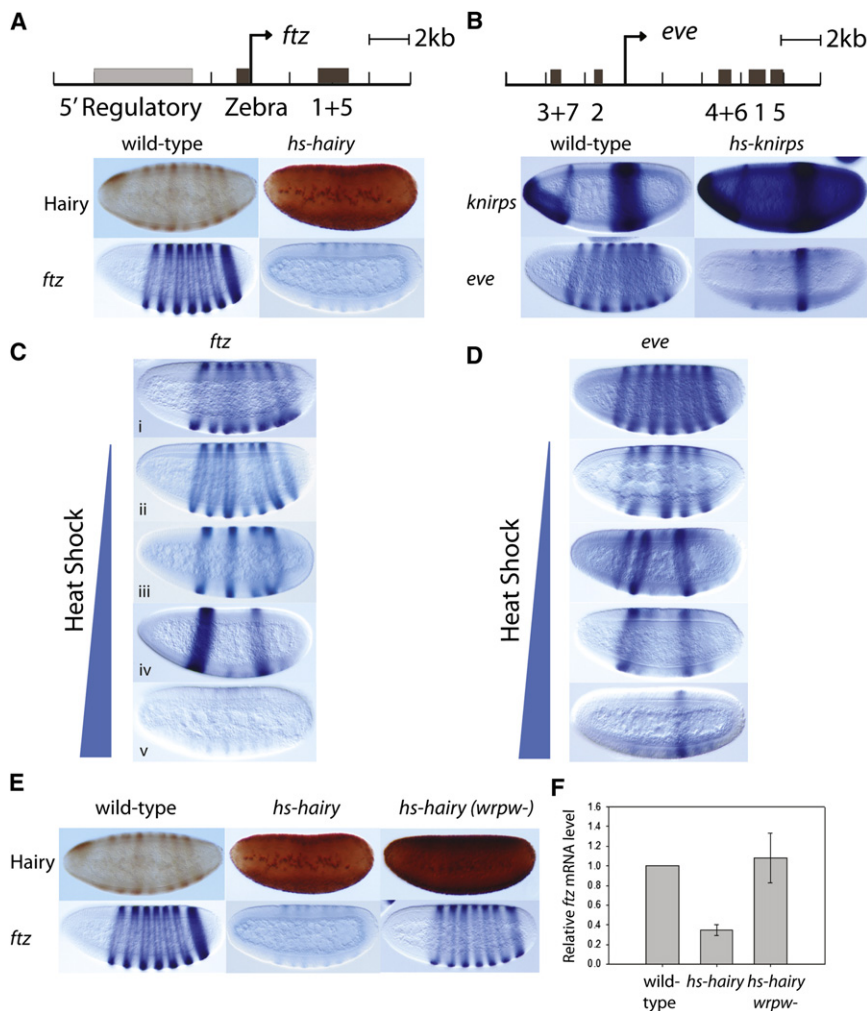 A
ftz
2kb
5' Regulatory Zebra 1+5
wild-type hs-hairy
Hairy
ftz
B
eve
2kb
3+7 2 4+6 1 5
wild-type hs-knirps
knirps
eve
C
ftz
Heat Shock
i
ii
iii
iv
v
D
eve
Heat Shock
E
wild-type hs-hairy hs-hairy (wrpw-)
Hairy
ftz
F
Relative ftz mRNA level
1.6
1.4
1.2
1.0
0.8
0.6
0.4
0.2
0.0
wild- hs-hairy hs-hairy
type wrpw-